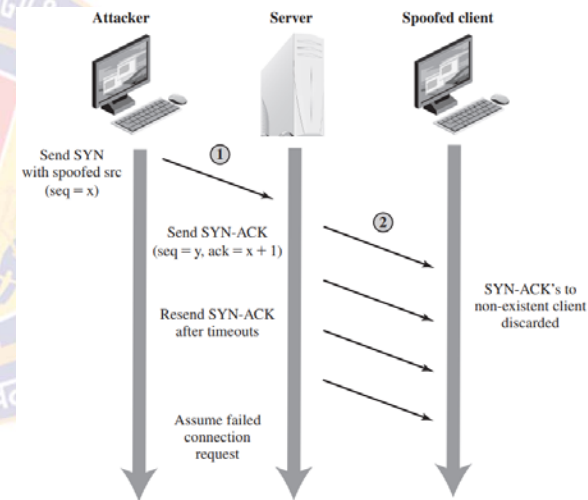 Attacker
Server
Spoofed client
Send SYN
with spoofed src
(seq = x)
1
Send SYN-ACK
(seq = y, ack = x + 1)
2
SYN-ACK's to
non-existent client
discarded
Resend SYN-ACK
after timeouts
Assume failed
connection
request